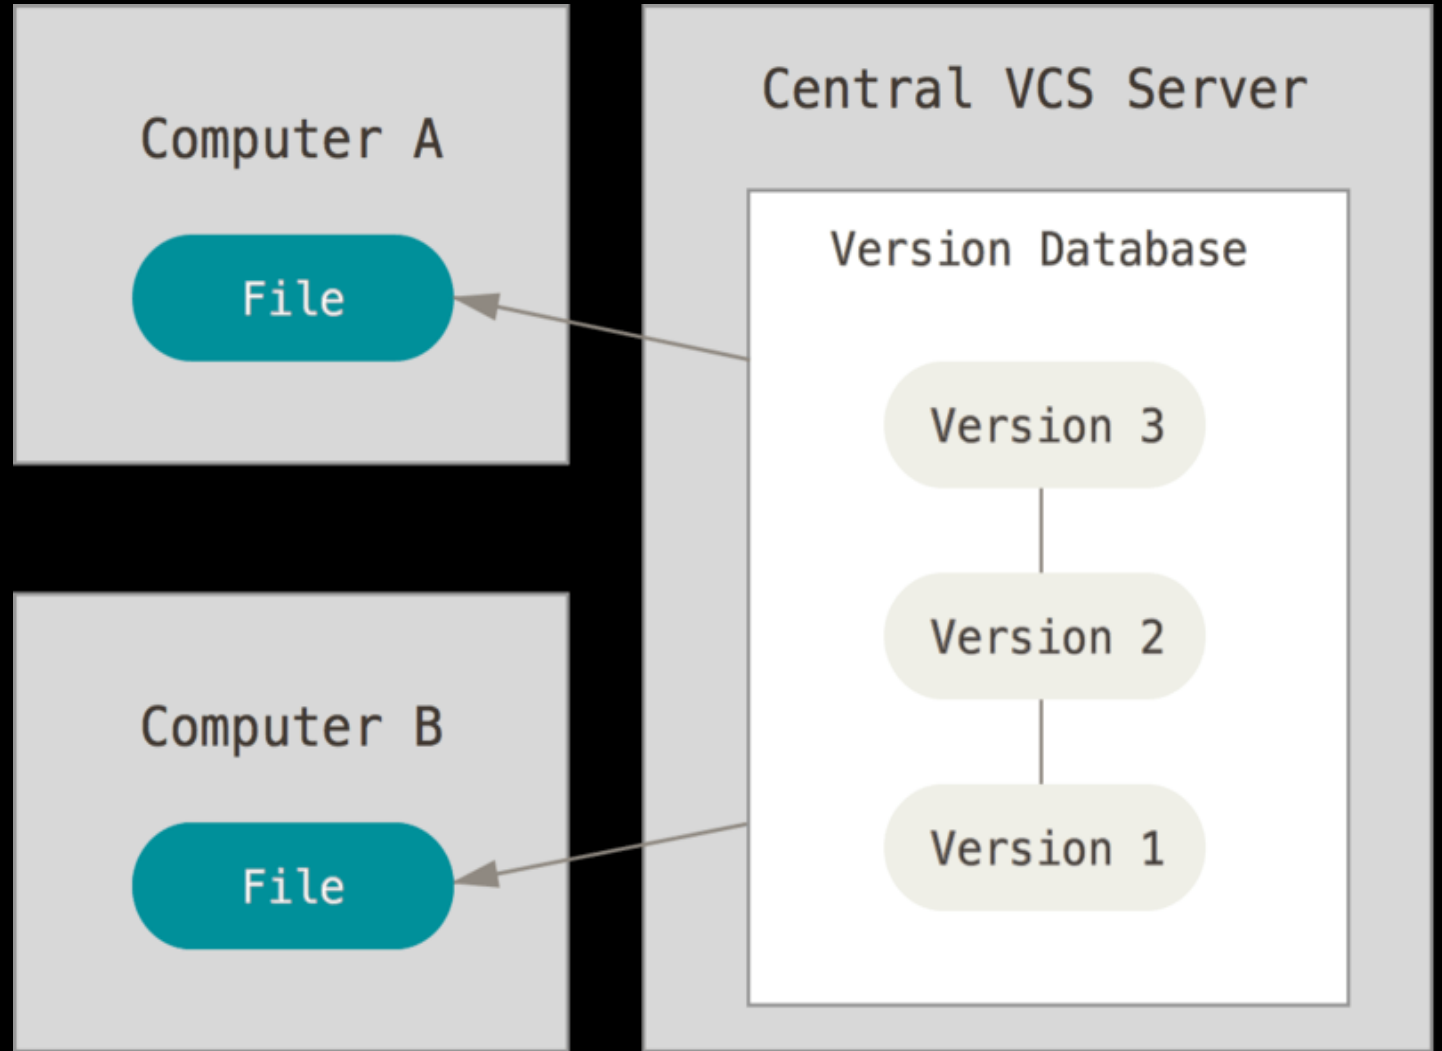 Computer A
File
Computer B
File
Central VCS Server
Version Database
Version 3
Version 2
Version 1